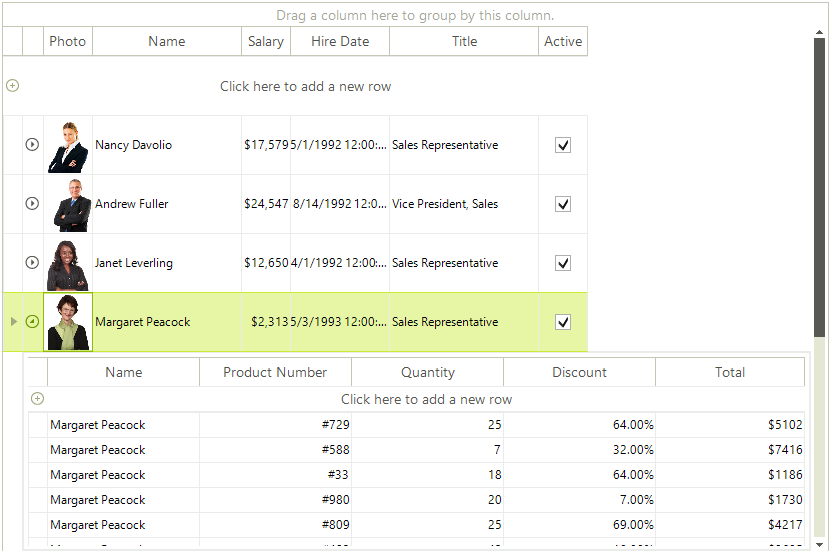 Drag a column here to group by this column.
Photo Name Salary Hire Date Title Active
Click here to add a new row
Nancy Davolio $17,579 5/1/1992 12:00:... Sales Representative
Andrew Fuller $24,547 8/14/1992 12:0... Vice President, Sales
Janet Leverling $12,650 4/1/1992 12:00:... Sales Representative
Margaret Peacock $2,313 5/3/1993 12:00:... Sales Representative
Name Product Number Quantity Discount Total
Click here to add a new row
Margaret Peacock #729 25 64.00% $5102
Margaret Peacock #588 7 32.00% $7416
Margaret Peacock #33 18 64.00% $1186
Margaret Peacock #980 20 7.00% $1730
Margaret Peacock #809 25 69.00% $4217